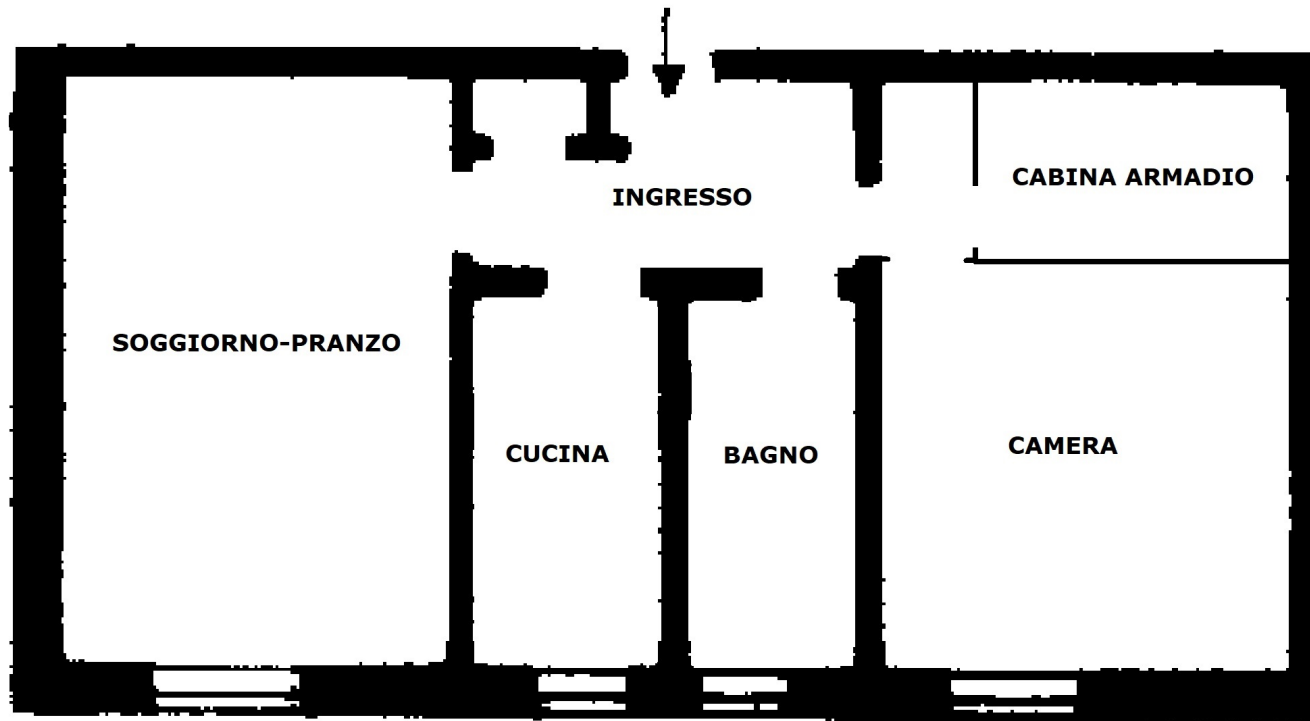 CABINA ARMADIO
INGRESSO
SOGGIORNO-PRANZO
CUCINA
BAGNO
CAMERA